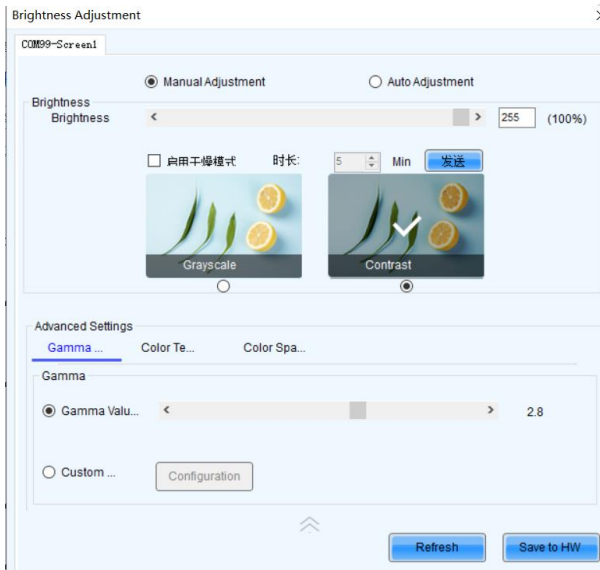 Brightness Adjustment
COM99-Screen1
Manual Adjustment Auto Adjustment
Brightness
Brightness 255 (100%)
启用干燥模式 时长: 5 Min 发送
Grayscale Contrast
Advanced Settings
Gamma ... Color Te... Color Spa...
Gamma
Gamma Valu... 2.8
Custom ... Configuration
Refresh Save to HW